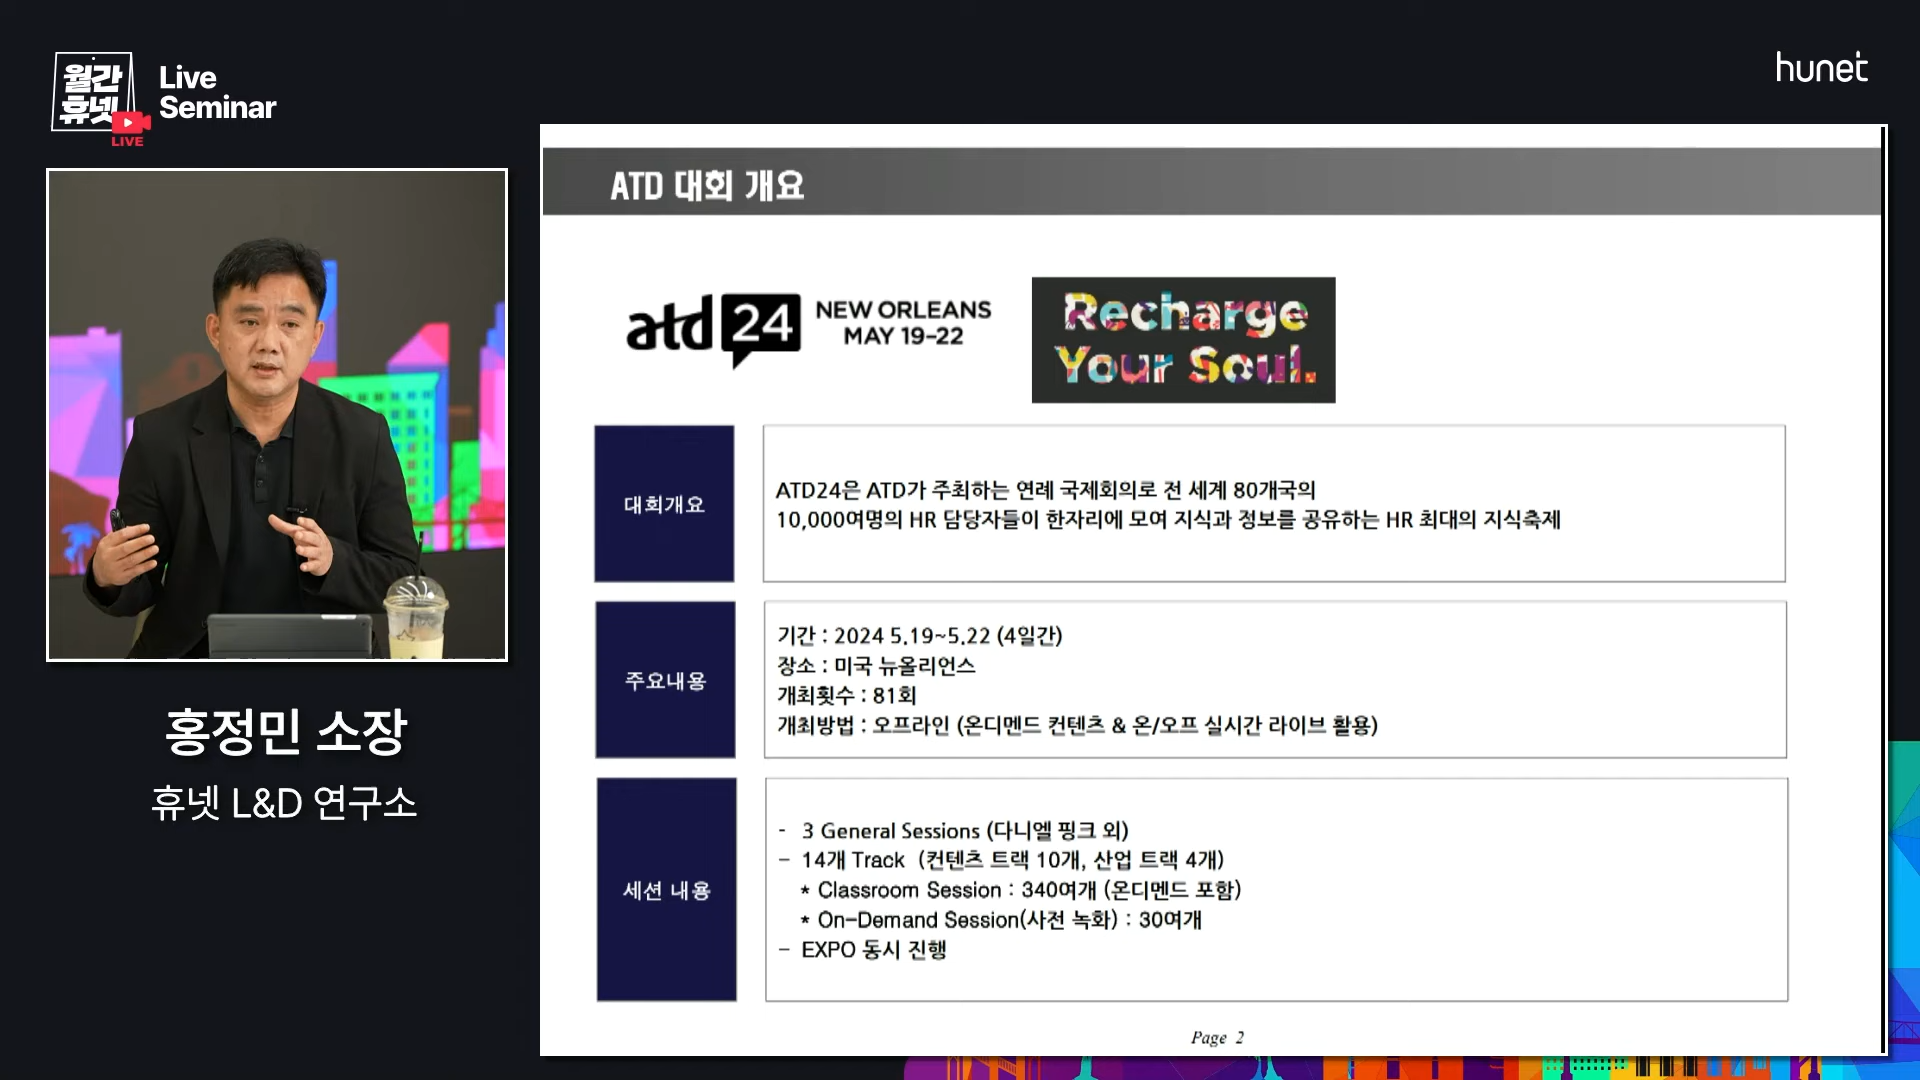 월간
휴넷
LIVE
Live
Seminar
hunet
ATD 대회 개요
atd 24
NEW ORLEANS
MAY 19-22
Recharge
Your Soul.
대회개요
ATD24은 ATD가 주최하는 연례 국제회의로 전 세계 80개국의
10,000여명의 HR 담당자들이 한자리에 모여 지식과 정보를 공유하는 HR 최대의 지식축제
주요내용
기간 : 2024 5.19~5.22 (4일간)
장소 : 미국 뉴올리언스
개최횟수 : 81회
개최방법 : 오프라인 (온디멘드 컨텐츠 & 온/오프 실시간 라이브 활용)
세션 내용
- 3 General Sessions (다니엘 핑크 외)
- 14개 Track (컨텐츠 트랙 10개, 산업 트랙 4개)
* Classroom Session : 340여개 (온디멘드 포함)
* On-Demand Session(사전 녹화) : 30여개
- EXPO 동시 진행
Page 2
홍정민 소장
휴넷 L&D 연구소